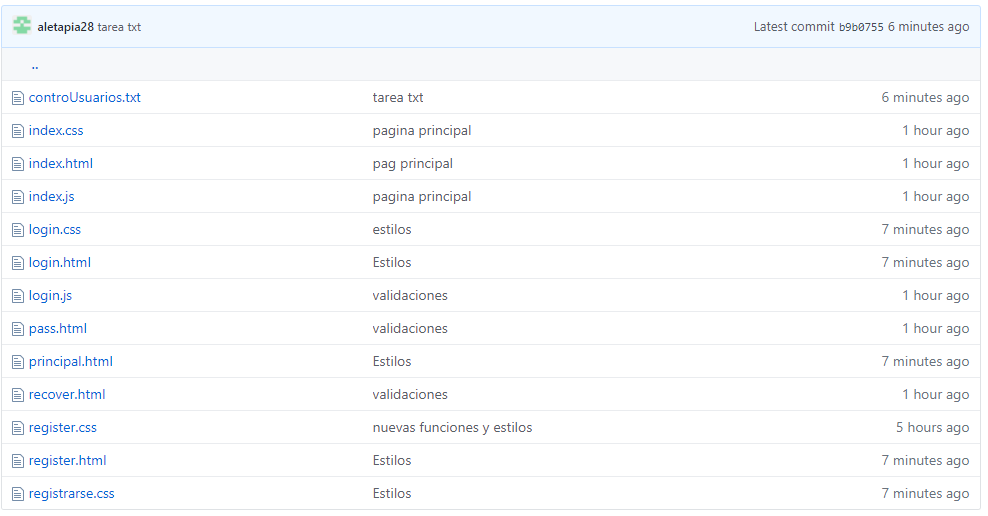 aletapia28 tarea txt Latest commit b9b0755 6 minutes ago
..
controUsuarios.txt tarea txt 6 minutes ago
index.css pagina principal 1 hour ago
index.html pag principal 1 hour ago
index.js pagina principal 1 hour ago
login.css estilos 7 minutes ago
login.html Estilos 7 minutes ago
login.js validaciones 1 hour ago
pass.html validaciones 1 hour ago
principal.html Estilos 7 minutes ago
recover.html validaciones 1 hour ago
register.css nuevas funciones y estilos 5 hours ago
register.html Estilos 7 minutes ago
registrarse.css Estilos 7 minutes ago